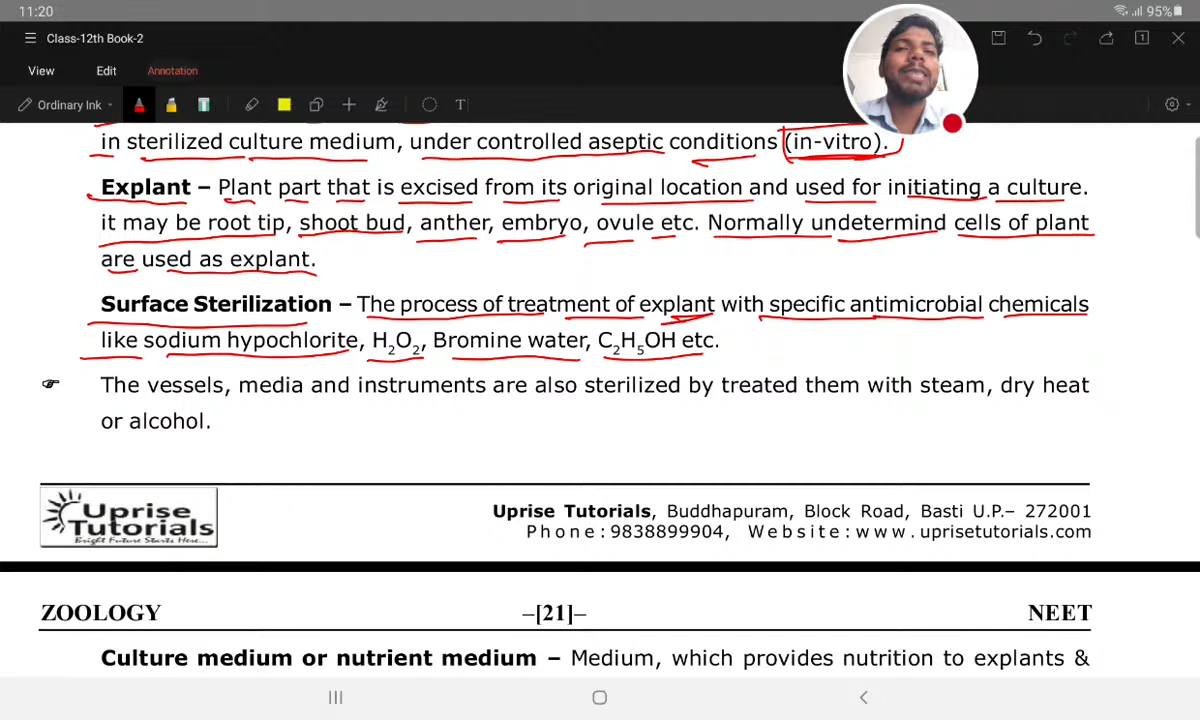 11:20
95%
Class-12th Book-2
1
View Edit Annotation
Ordinary Ink
T
in sterilized culture medium, under controlled aseptic conditions (in-vitro).
Explant – Plant part that is excised from its original location and used for initiating a culture.
it may be root tip, shoot bud, anther, embryo, ovule etc. Normally undetermind cells of plant
are used as explant.
Surface Sterilization – The process of treatment of explant with specific antimicrobial chemicals
like sodium hypochlorite, H₂O₂, Bromine water, C₂H₅OH etc.
☞ The vessels, media and instruments are also sterilized by treated them with steam, dry heat
or alcohol.
Uprise
Tutorials
Bright Future Starts Here...
Uprise Tutorials, Buddhapuram, Block Road, Basti U.P.– 272001
Phone:9838899904, Website:www.uprisetutorials.com
ZOOLOGY –[21]– NEET
Culture medium or nutrient medium – Medium, which provides nutrition to explants &